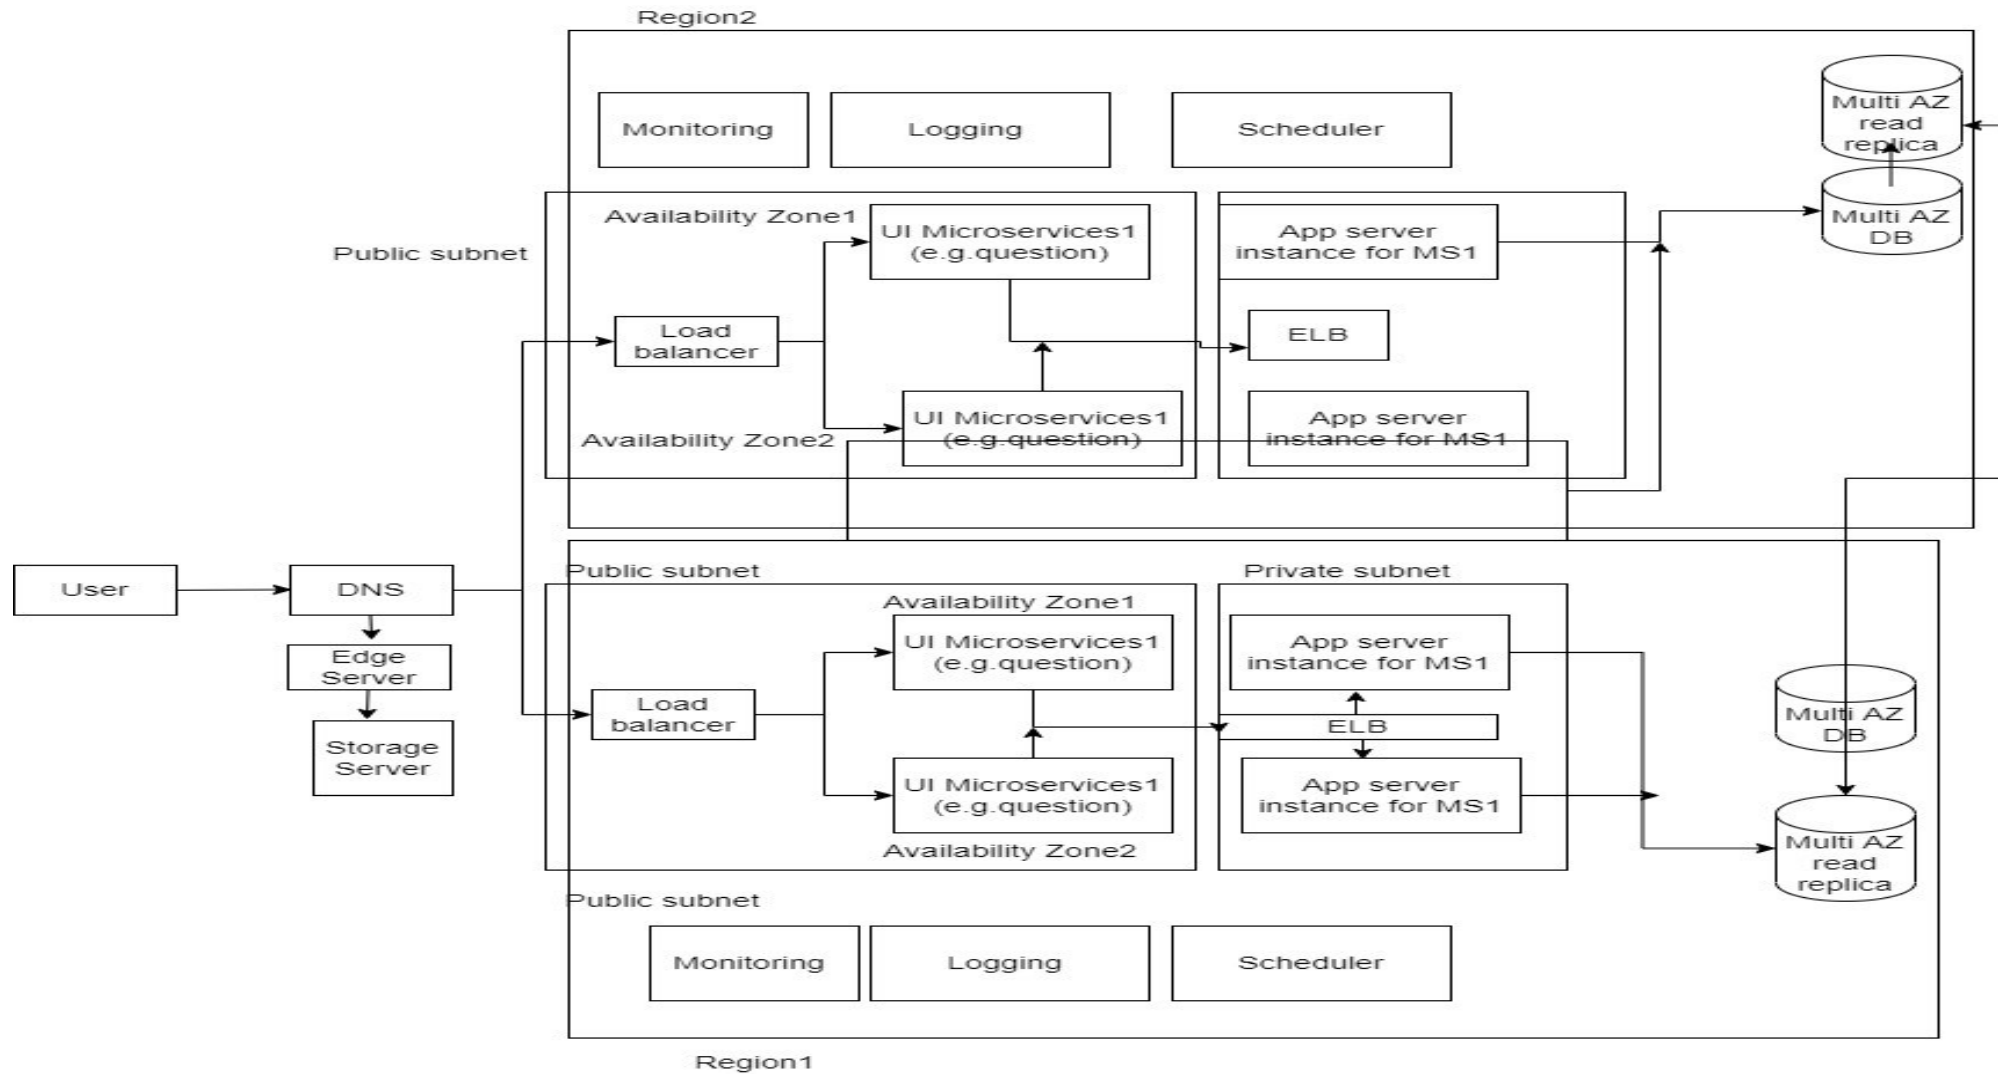 Region2
Monitoring
Logging
Scheduler
Multi AZ
read
replica
Multi AZ
DB
Public subnet
Availability Zone1
UI Microservices1
(e.g.question)
App server
instance for MS1
Load
balancer
ELB
Availability Zone2
UI Microservices1
(e.g.question)
App server
instance for MS1
User
DNS
Edge
Server
Storage
Server
Public subnet
Private subnet
Availability Zone1
UI Microservices1
(e.g.question)
App server
instance for MS1
Load
balancer
ELB
UI Microservices1
(e.g.question)
App server
instance for MS1
Availability Zone2
Multi AZ
DB
Multi AZ
read
replica
Public subnet
Monitoring
Logging
Scheduler
Region1